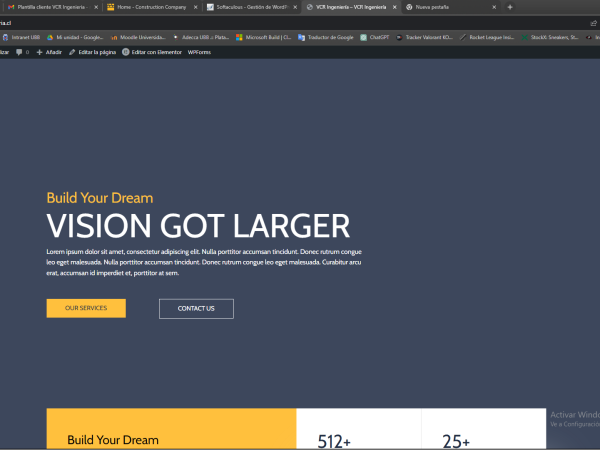 Plantilla cliente VCR Ingenieria -
Home - Construction Company
Softaculous - Gestión de WordP
VCR Ingeniería – VCR Ingeniería
Nueva pestaña
ia.cl
Intranet UBB
Mi unidad - Google...
Moodle Universida...
Adecca UBB
Plata...
Microsoft Build | Cl...
Traductor de Google
ChatGPT
Tracker Valorant KO...
Rocket League Insi...
StockX: Sneakers, St...
izar
0
+ Añadir
Editar la página
Editar con Elementor
WPForms
Build Your Dream
VISION GOT LARGER
Lorem ipsum dolor sit amet, consectetur adipiscing elit. Nulla porttitor accumsan tincidunt. Donec rutrum congue
leo eget malesuada. Nulla porttitor accumsan tincidunt. Donec rutrum congue leo eget malesuada. Curabitur arcu
erat, accumsan id imperdiet et, porttitor at sem.
OUR SERVICES
CONTACT US
Activar Windo
Ve a Configuración
Build Your Dream
512+
25+